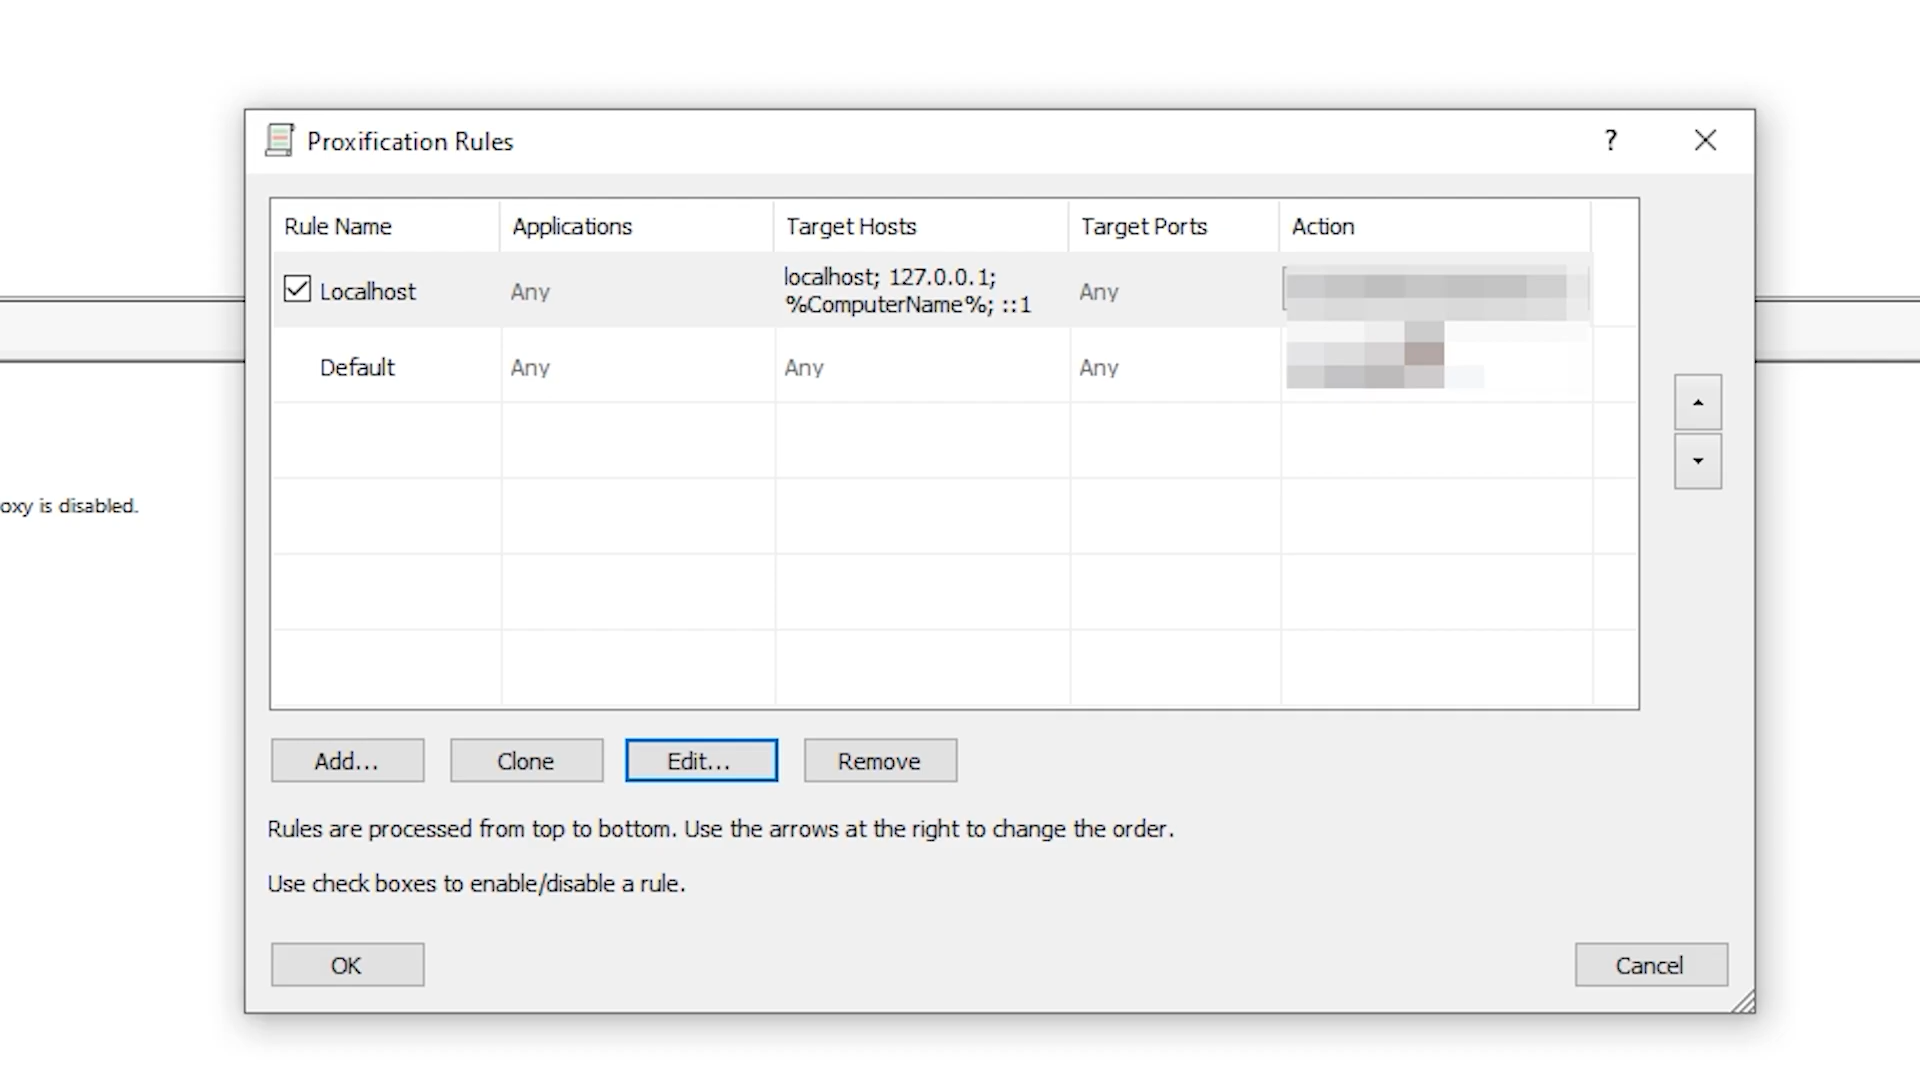 Proxification Rules ?
Rule Name Applications Target Hosts Target Ports Action
Localhost Any localhost; 127.0.0.1; Any
%ComputerName%; ::1
Default Any Any Any
oxy is disabled.
Add... Clone Edit... Remove
Rules are processed from top to bottom. Use the arrows at the right to change the order.
Use check boxes to enable/disable a rule.
OK Cancel